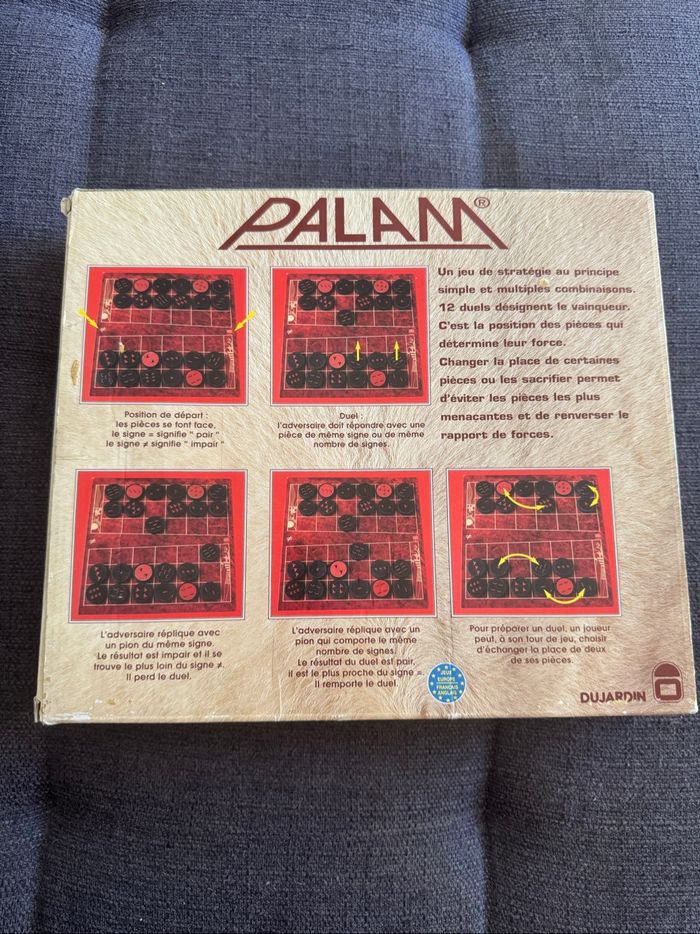 PALAM®
Un jeu de stratégie au principe
simple et multiples combinaisons.
12 duels désignent le vainqueur.
C'est la position des pièces qui
détermine leur force.
Changer la place de certaines
pièces ou les sacrifier permet
d'éviter les pièces les plus
menacantes et de renverser le
rapport de forces.
Position de départ :
les pièces se font face,
le signe = signifie " pair "
le signe ≠ signifie " impair "
Duel :
l'adversaire doit répondre avec une
pièce de même signe ou de même
nombre de signes.
L'adversaire réplique avec
un pion du même signe.
Le résultat est impair et il se
trouve le plus loin du signe ≠.
Il perd le duel.
L'adversaire réplique avec un
pion qui comporte le même
nombre de signes.
Le résultat du duel est pair,
il est le plus proche du signe =.
Il remporte le duel.
Pour préparer un duel, un joueur
peut, à son tour de jeu, choisir
d'échanger la place de deux
de ses pièces.
JEUX
EUROPE
FRANÇAIS
ANGLAIS
DUJARDIN